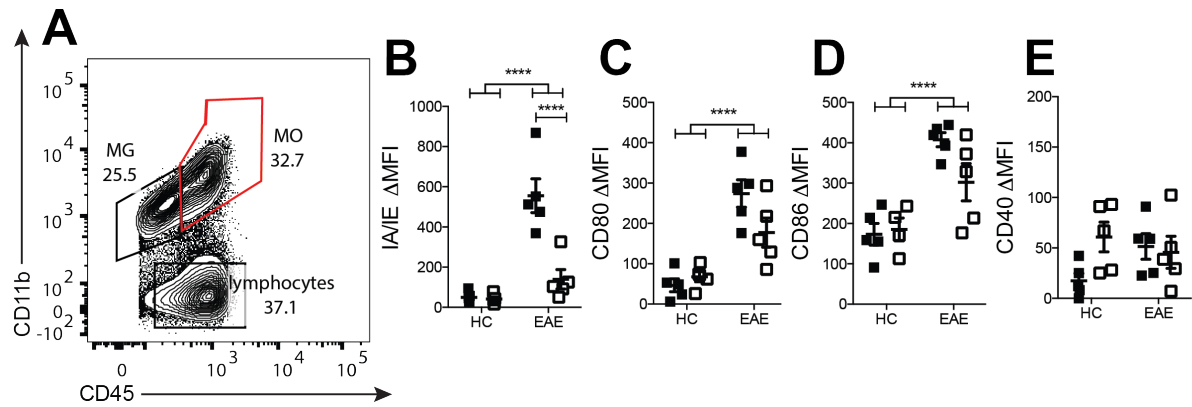 A
CD11b
10^5
10^4
10^3
10^2
0
-10^2
MG
25.5
MO
32.7
lymphocytes
37.1
0
10^3
10^4
10^5
CD45
B
****
****
IA/IE ΔMFI
1000
800
600
400
200
0
HC
EAE
C
****
CD80 ΔMFI
500
400
300
200
100
0
HC
EAE
D
****
CD86 ΔMFI
500
400
300
200
100
0
HC
EAE
E
CD40 ΔMFI
200
150
100
50
0
HC
EAE